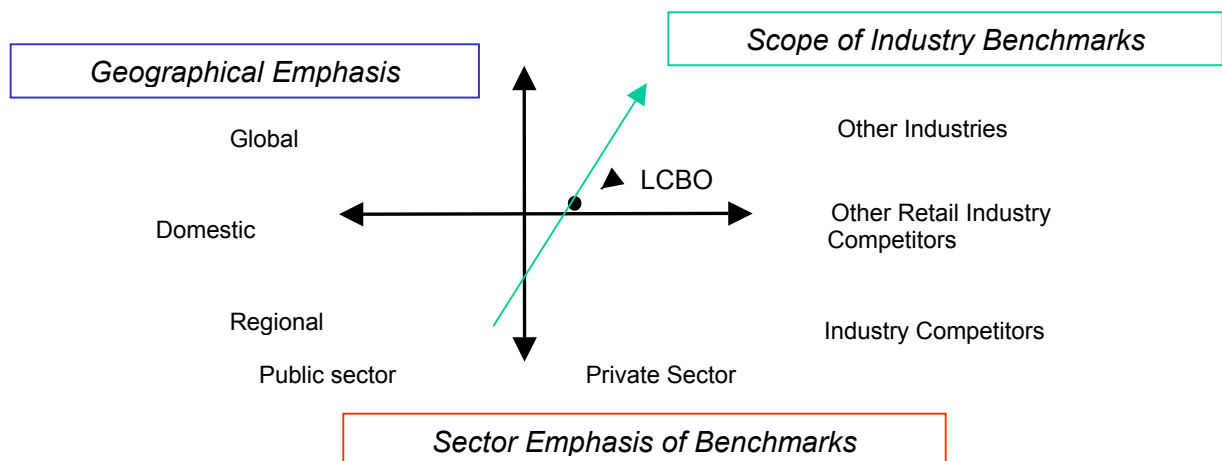 Scope of Industry Benchmarks
Geographical Emphasis
Global
Other Industries
LCBO
Domestic
Other Retail Industry
Competitors
Regional
Industry Competitors
Public sector
Private Sector
Sector Emphasis of Benchmarks